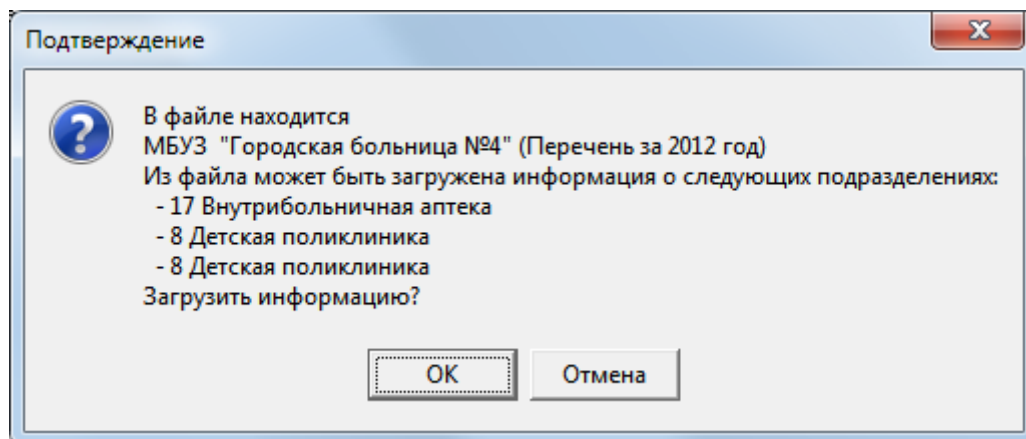 Подтверждение
В файле находится
МБУЗ  "Городская больница №4" (Перечень за 2012 год)
Из файла может быть загружена информация о следующих подразделениях:
- 17 Внутрибольничная аптека
- 8 Детская поликлиника
- 8 Детская поликлиника
Загрузить информацию?
ОК Отмена